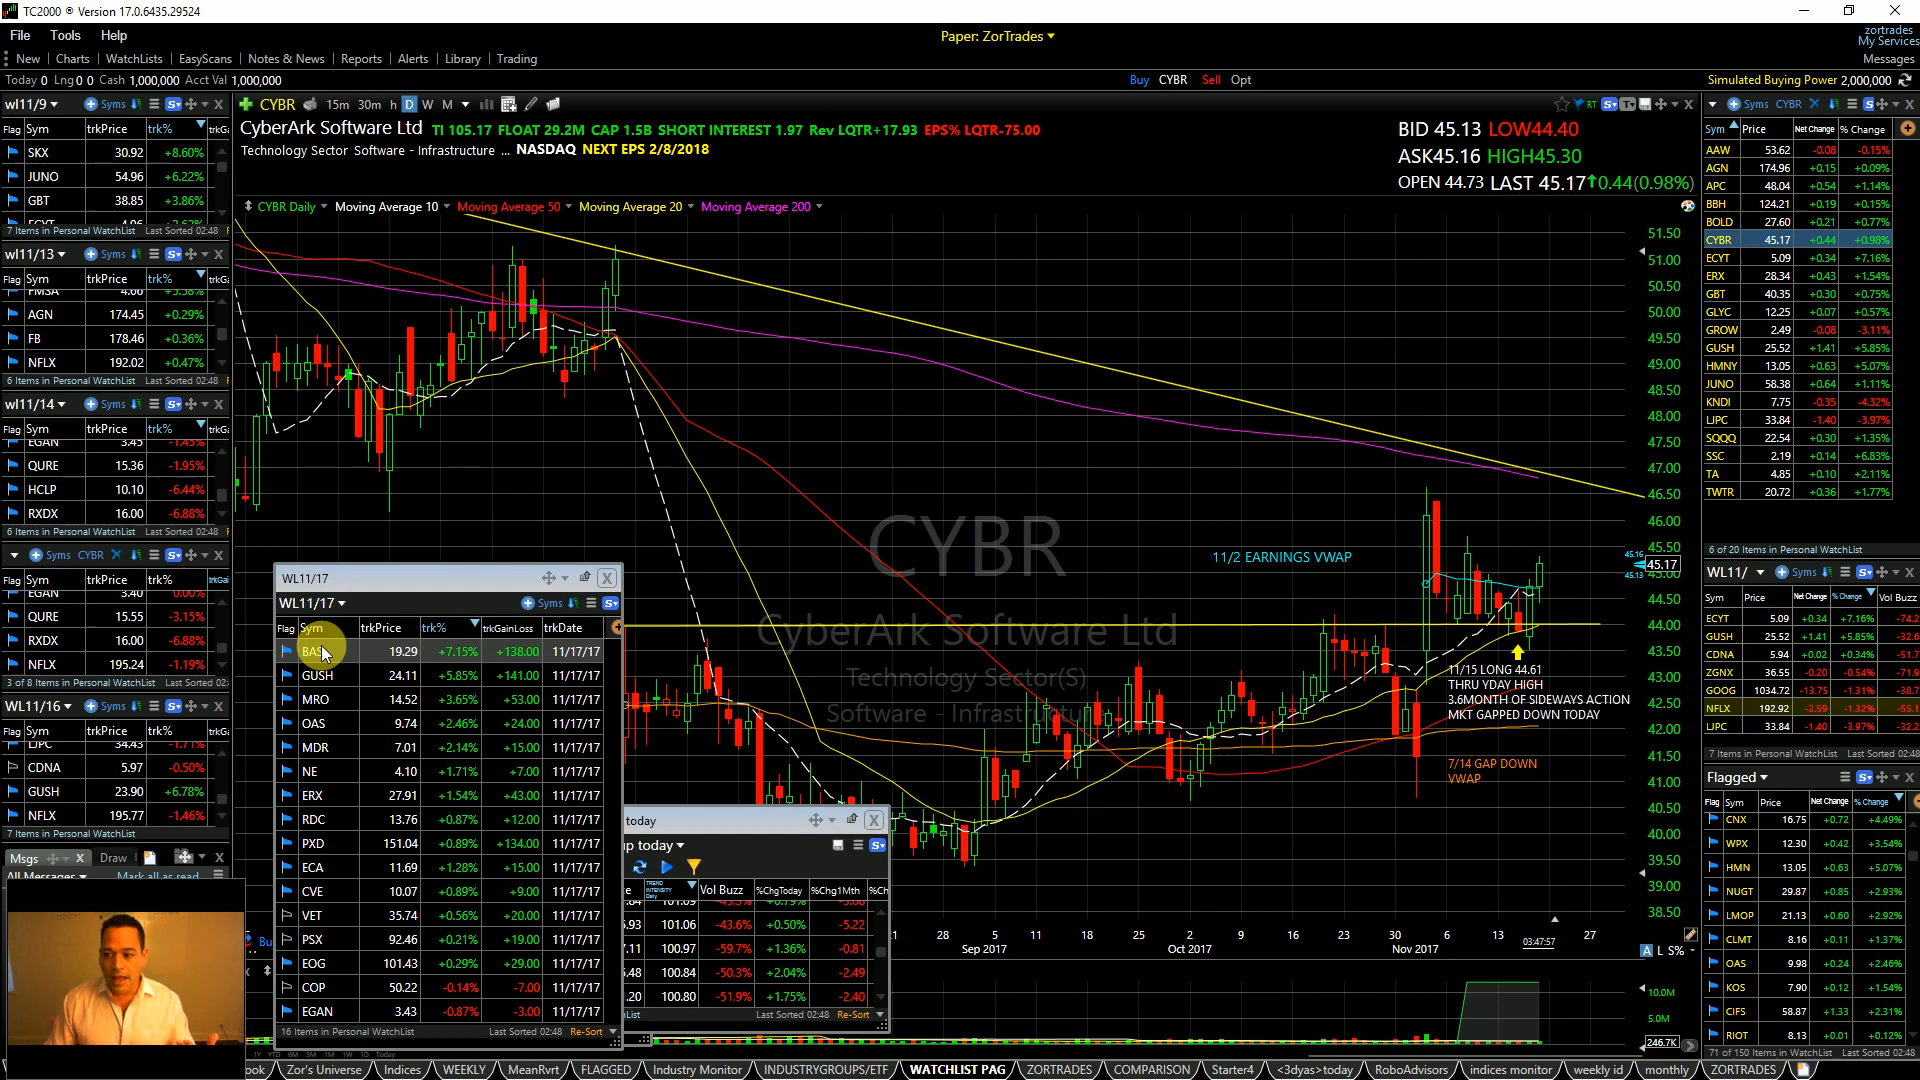 TC2000 ® Version 17.0.6435.29524
File Tools Help
Paper: ZorTrades
zortrades
My Services
New Charts WatchLists EasyScans Notes & News Reports Alerts Library Trading
Messages
Today 0 Lng 0 0 Cash 1,000,000 Acct Val 1,000,000
Buy CYBR Sell Opt
Simulated Buying Power 2,000,000
wl11/9 Syms
Flag Sym trkPrice trk%
SKX 30.92 +8.60%
JUNO 54.96 +6.22%
GBT 38.85 +3.86%
7 Items in Personal WatchList Last Sorted 02:48
wl11/13 Syms
Flag Sym trkPrice trk%
AGN 174.45 +0.29%
FB 178.46 +0.36%
NFLX 192.02 +0.47%
6 Items in Personal WatchList Last Sorted 02:48
wl11/14 Syms
Flag Sym trkPrice trk%
EGAN 3.45 -1.45%
QURE 15.36 -1.95%
HCLP 10.10 -6.44%
RXDX 16.00 -6.88%
6 Items in Personal WatchList Last Sorted 02:48
Syms CYBR
Flag Sym trkPrice trk%
EGAN 3.40 0.00%
QURE 15.55 -3.15%
RXDX 16.00 -6.88%
NFLX 195.24 -1.19%
3 of 8 Items in Personal WatchList Last Sorted 02:
WL11/16 Syms
Flag Sym trkPrice trk%
LJPC 34.43 -1.71%
CDNA 5.97 -0.50%
GUSH 23.90 +6.78%
NFLX 195.77 -1.46%
7 Items in Personal WatchList
Msgs Draw
All Messages Mark all as read
CYBR 15m 30m h D W M
CyberArk Software Ltd TI 105.17 FLOAT 29.2M CAP 1.5B SHORT INTEREST 1.97 Rev LQTR+17.93 EPS% LQTR-75.00
Technology Sector Software - Infrastructure ... NASDAQ NEXT EPS 2/8/2018
BID 45.13 LOW44.40
ASK45.16 HIGH45.30
OPEN 44.73 LAST 45.17 0.44(0.98%)
CYBR Daily Moving Average 10 Moving Average 50 Moving Average 20 Moving Average 200
51.50
51.00
50.50
50.00
49.50
49.00
48.50
48.00
47.50
47.00
46.50
46.00
45.50
45.16
45.17
45.13
45.00
44.50
44.00
43.50
43.00
42.50
42.00
41.50
41.00
40.50
40.00
39.50
39.00
38.50
CYBR
CyberArk Software Ltd
Technology Sector(S)
Software - Infrastructure
11/2 EARNINGS VWAP
11/15 LONG 44.61
THRU YDAY HIGH
3.6MONTH OF SIDEWAYS ACTION
MKT GAPPED DOWN TODAY
7/14 GAP DOWN
VWAP
28 5 11 18 25 2 9 16 23 30 6 13 27
Sep 2017 Oct 2017 Nov 2017 03:47:57
A L S%
10.0M
5.0M
246.7K
WL11/17
WL11/17 Syms
Flag Sym trkPrice trk% trkGainLoss trkDate
BAS 19.29 +7.15% +138.00 11/17/17
GUSH 24.11 +5.85% +141.00 11/17/17
MRO 14.52 +3.65% +53.00 11/17/17
OAS 9.74 +2.46% +24.00 11/17/17
MDR 7.01 +2.14% +15.00 11/17/17
NE 4.10 +1.71% +7.00 11/17/17
ERX 27.91 +1.54% +43.00 11/17/17
RDC 13.76 +0.87% +12.00 11/17/17
PXD 151.04 +0.89% +134.00 11/17/17
ECA 11.69 +1.28% +15.00 11/17/17
CVE 10.07 +0.89% +9.00 11/17/17
VET 35.74 +0.56% +20.00 11/17/17
PSX 92.46 +0.21% +19.00 11/17/17
EOG 101.43 +0.29% +29.00 11/17/17
COP 50.22 -0.14% -7.00 11/17/17
EGAN 3.43 -0.87% -3.00 11/17/17
16 Items in Personal WatchList Last Sorted 02:48 Re-Sort
today
up today
TREND INTENSITY Daily Vol Buzz %ChgToday %Chg1Mth %Ch
.93 101.06 -43.6% +0.50% -5.22
.11 100.97 -59.7% +1.36% -0.81
.48 100.84 -50.3% +2.04% -2.49
.20 100.80 -51.9% +1.75% -2.40
List Last Sorted 02:48 Re-Sort
Syms CYBR
Sym Price Net Change % Change
AAW 53.62 -0.08 -0.15%
AGN 174.96 +0.15 +0.09%
APC 48.04 +0.54 +1.14%
BBH 124.21 +0.19 +0.15%
BOLD 27.60 +0.21 +0.77%
CYBR 45.17 +0.44 +0.98%
ECYT 5.09 +0.34 +7.16%
ERX 28.34 +0.43 +1.54%
GBT 40.35 +0.30 +0.75%
GLYC 12.25 +0.07 +0.57%
GROW 2.49 -0.08 -3.11%
GUSH 25.52 +1.41 +5.85%
HMNY 13.05 +0.63 +5.07%
JUNO 58.38 +0.64 +1.11%
KNDI 7.75 -0.35 -4.32%
LJPC 33.84 -1.40 -3.97%
SQQQ 22.54 +0.30 +1.35%
SSC 2.19 +0.14 +6.83%
TA 4.85 +0.10 +2.11%
TWTR 20.72 +0.36 +1.77%
6 of 20 Items in Personal WatchList
WL11/ Syms
Sym Price Net Change % Change Vol Buzz
ECYT 5.09 +0.34 +7.16% -74.2
GUSH 25.52 +1.41 +5.85% -32.6
CDNA 5.94 +0.02 +0.34% -51.7
ZGNX 36.55 -0.20 -0.54% -71.9
GOOG 1034.72 -13.75 -1.31% -38.7
NFLX 192.92 -2.59 -1.32% -55.1
LJPC 33.84 -1.40 -3.97% -32.2
7 Items in Personal WatchList Last Sorted 02:48
Flagged
Flag Sym Price Net Change % Change
CNX 16.75 +0.72 +4.49%
WPX 12.30 +0.42 +3.54%
HMN 13.05 +0.63 +5.07%
NUGT 29.87 +0.85 +2.93%
LMOP 21.13 +0.60 +2.92%
CLMT 8.16 +0.11 +1.37%
OAS 9.98 +0.24 +2.46%
KOS 7.90 +0.12 +1.54%
CIFS 58.87 +1.33 +2.31%
RIOT 8.13 +0.01 +0.12%
71 of 150 Items in WatchList Last Sorted 02:48
ook Zor's Universe Indices WEEKLY MeanRvrt FLAGGED Industry Monitor INDUSTRYGROUPS/ETF WATCHLIST PAG ZORTRADES COMPARISON Starter4 <3dyas>today RoboAdvisors indices monitor weekly id monthly ZORTRADES